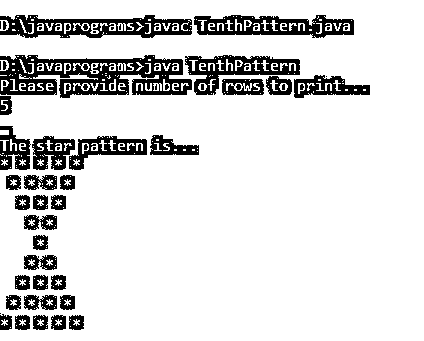 D:\javaprograms>javac TenthPattern.java
D:\javaprograms>java TenthPattern
Please provide number of rows to print...
5
The star pattern is...
* * * * *
 * * * *
  * * *
   * *
    *
   * *
  * * *
 * * * *
* * * * *